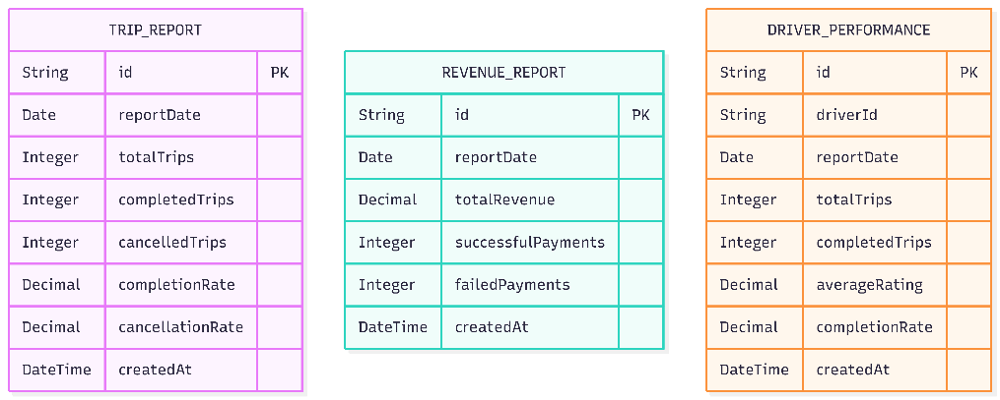 TRIP_REPORT
String id PK
Date reportDate
Integer totalTrips
Integer completedTrips
Integer cancelledTrips
Decimal completionRate
Decimal cancellationRate
DateTime createdAt
REVENUE_REPORT
String id PK
Date reportDate
Decimal totalRevenue
Integer successfulPayments
Integer failedPayments
DateTime createdAt
DRIVER_PERFORMANCE
String id PK
String driverId
Date reportDate
Integer totalTrips
Integer completedTrips
Decimal averageRating
Decimal completionRate
DateTime createdAt